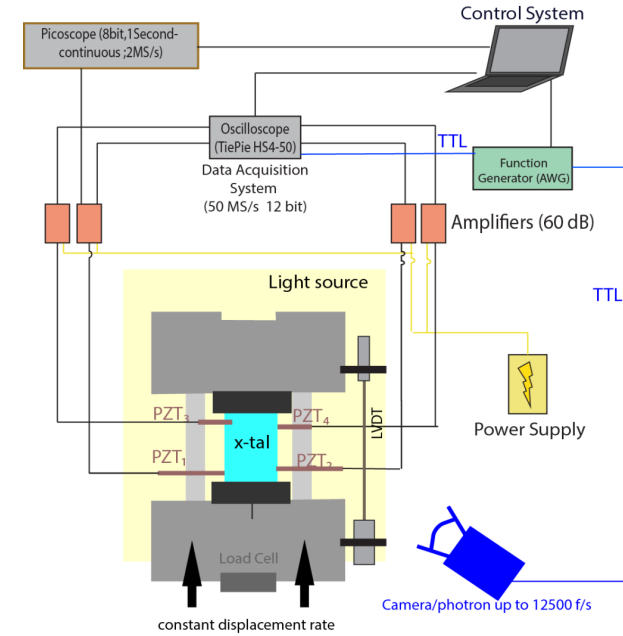 Control System
Picoscope (8bit,1Second-
continuous ;2MS/s)
Oscilloscope
(TiePie HS4-50)
TTL
Function
Generator (AWG)
Data Acquisition
System
(50 MS/s 12 bit)
Amplifiers (60 dB)
Light source
TTL
PZT₃
PZT₄
LVDT
Power Supply
x-tal
PZT₁
PZT₂
Load Cell
Camera/photron up to 12500 f/s
constant displacement rate